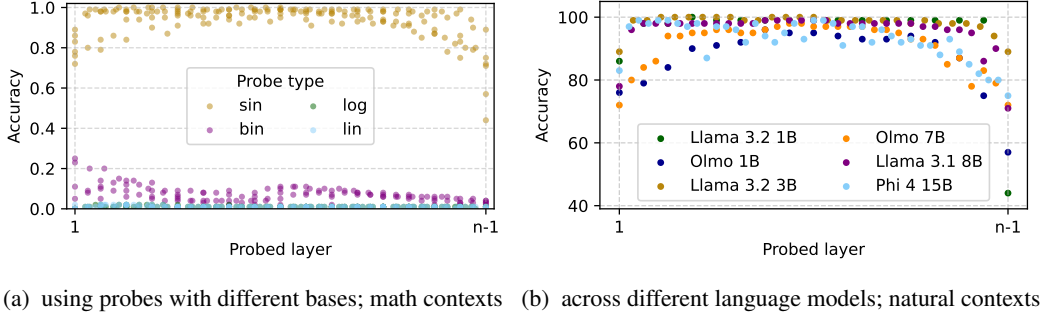 1.0
0.8
0.6
0.4
0.2
0.0
Accuracy
Probe type
sin log
bin lin
1 n-1
Probed layer
(a) using probes with different bases; math contexts
100
80
60
40
Accuracy
Llama 3.2 1B Olmo 7B
Olmo 1B Llama 3.1 8B
Llama 3.2 3B Phi 4 15B
1 n-1
Probed layer
(b) across different language models; natural contexts